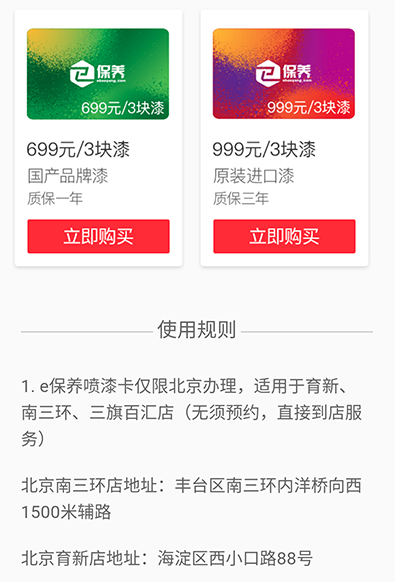 保养
ebaoyang.com
699元/3块漆
保养
ebaoyang.com
999元/3块漆
699元/3块漆
国产品牌漆
质保一年
立即购买
999元/3块漆
原装进口漆
质保三年
立即购买
使用规则
1. e保养喷漆卡仅限北京办理，适用于育新、
南三环、三旗百汇店（无须预约，直接到店服
务）
北京南三环店地址：丰台区南三环内洋桥向西
1500米辅路
北京育新店地址：海淀区西小口路88号